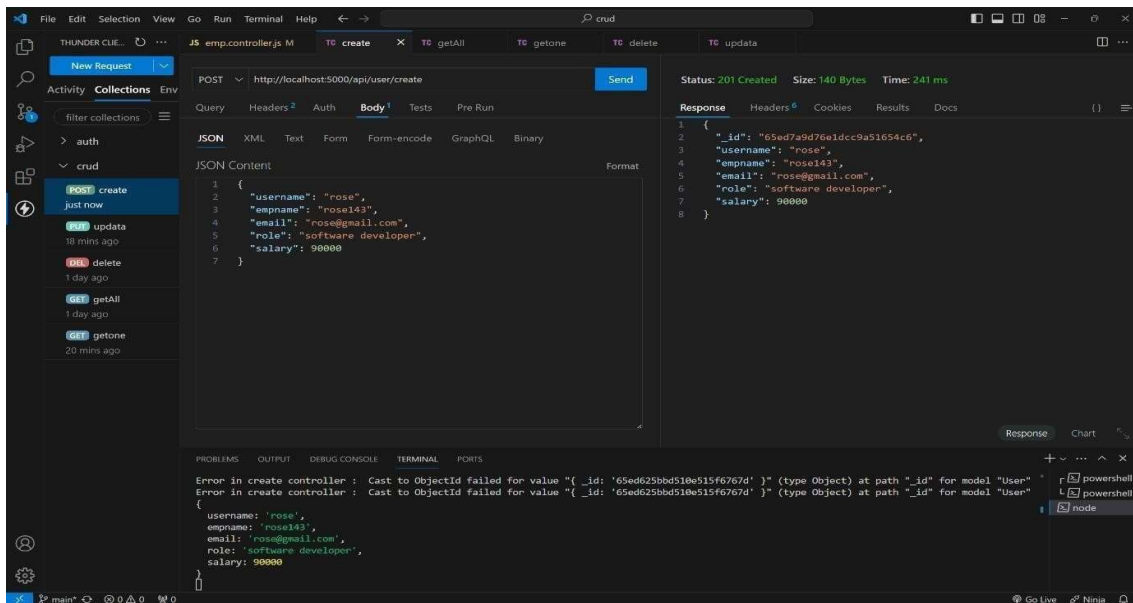 File Edit Selection View Go Run Terminal Help ← → crud
THUNDER CLIE... ···
New Request
Activity Collections Env
filter collections
> auth
crud
POST create
just now
PUT updata
18 mins ago
DEL delete
1 day ago
GET getAll
1 day ago
GET getone
20 mins ago
JS emp.controller.js M TC create × TC getAll TC getone TC delete TC updata
POST http://localhost:5000/api/user/create Send
Query Headers 2 Auth Body 1 Tests Pre Run
JSON XML Text Form Form-encode GraphQL Binary
JSON Content Format
1 {
2 "username": "rose",
3 "empname": "rose143",
4 "email": "rose@gmail.com",
5 "role": "software developer",
6 "salary": 90000
7 }
Status: 201 Created Size: 140 Bytes Time: 241 ms
Response Headers 6 Cookies Results Docs {}
1 {
2 "_id": "65ed7a9d76e1dcc9a51654c6",
3 "username": "rose",
4 "empname": "rose143",
5 "email": "rose@gmail.com",
6 "role": "software developer",
7 "salary": 90000
8 }
Response Chart
PROBLEMS OUTPUT DEBUG CONSOLE TERMINAL PORTS
Error in create controller : Cast to ObjectId failed for value "{ _id: '65ed625bbd510e515f6767d' }" (type Object) at path "_id" for model "User"
Error in create controller : Cast to ObjectId failed for value "{ _id: '65ed625bbd510e515f6767d' }" (type Object) at path "_id" for model "User"
{
username: 'rose',
empname: 'rose143',
email: 'rose@gmail.com',
role: 'software developer',
salary: 90000
}
powershell
powershell
node
main* 0 0 0 Go Live Ninja